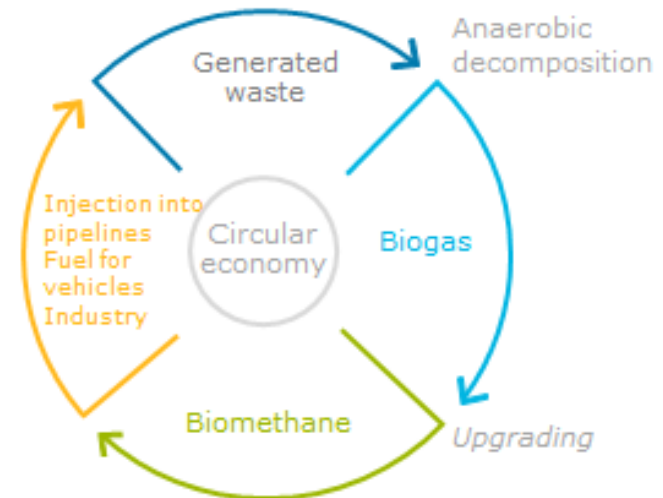 Anaerobic
decomposition
Generated
waste
Injection into
pipelines
Fuel for
vehicles
Industry
Circular
economy
Biogas
Biomethane
Upgrading